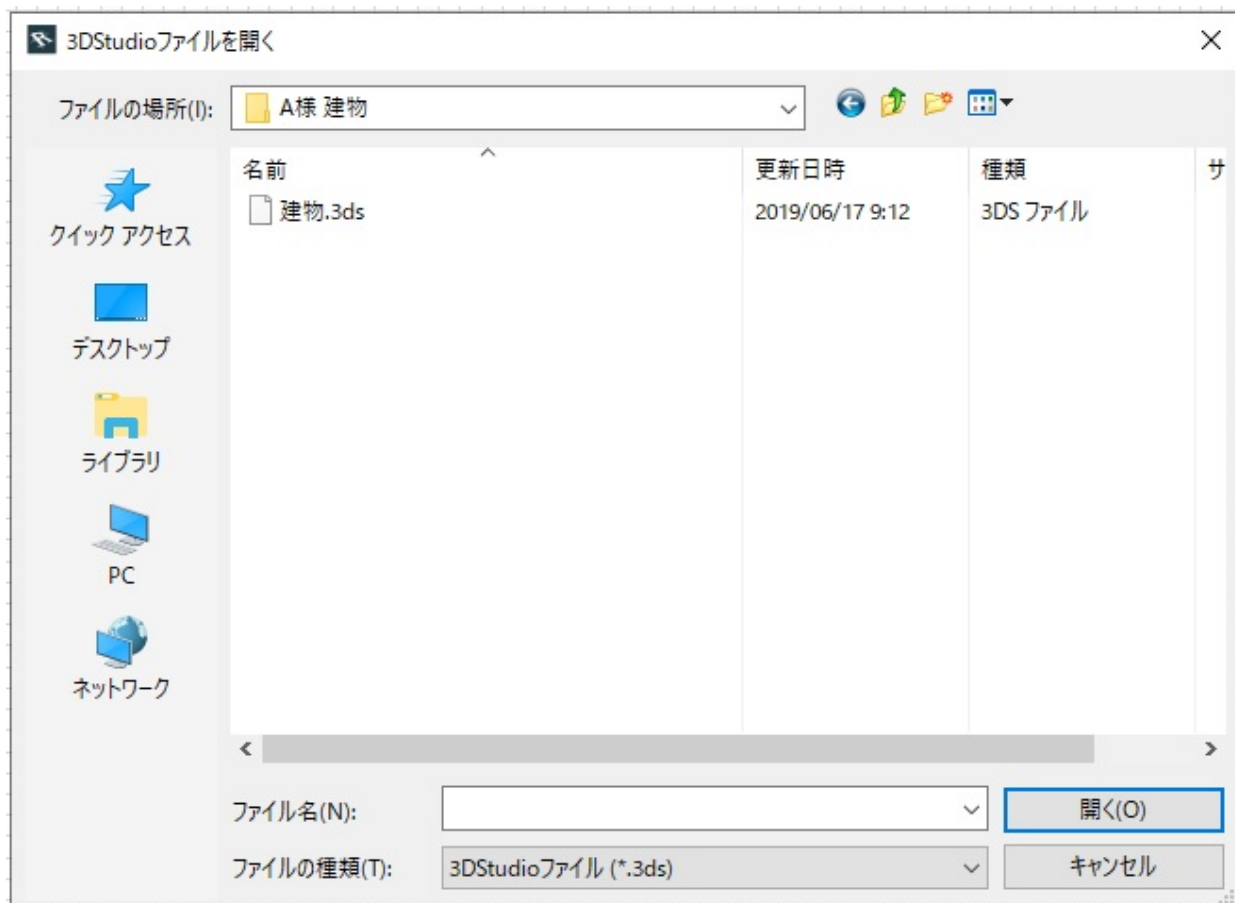 3DStudioファイルを開く
ファイルの場所(I):
A様 建物
名前 更新日時 種類 サ
建物.3ds 2019/06/17 9:12 3DS ファイル
クイック アクセス
デスクトップ
ライブラリ
PC
ネットワーク
ファイル名(N):
開く(O)
ファイルの種類(T):
3DStudioファイル (*.3ds)
キャンセル